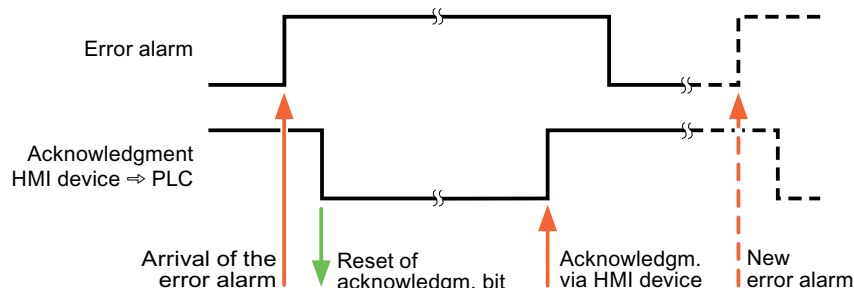 Error alarm
Acknowledgment
HMI device ⇨ PLC
Arrival of the
error alarm
Reset of
acknowledgm. bit
Acknowledgm.
via HMI device
New
error alarm